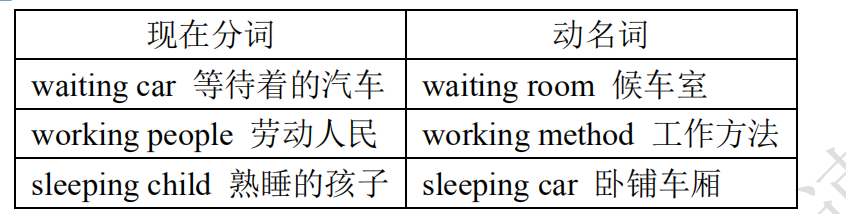 现在分词 动名词
waiting car 等待着的汽车 waiting room 候车室
working people 劳动人民 working method 工作方法
sleeping child 熟睡的孩子 sleeping car 卧铺车厢